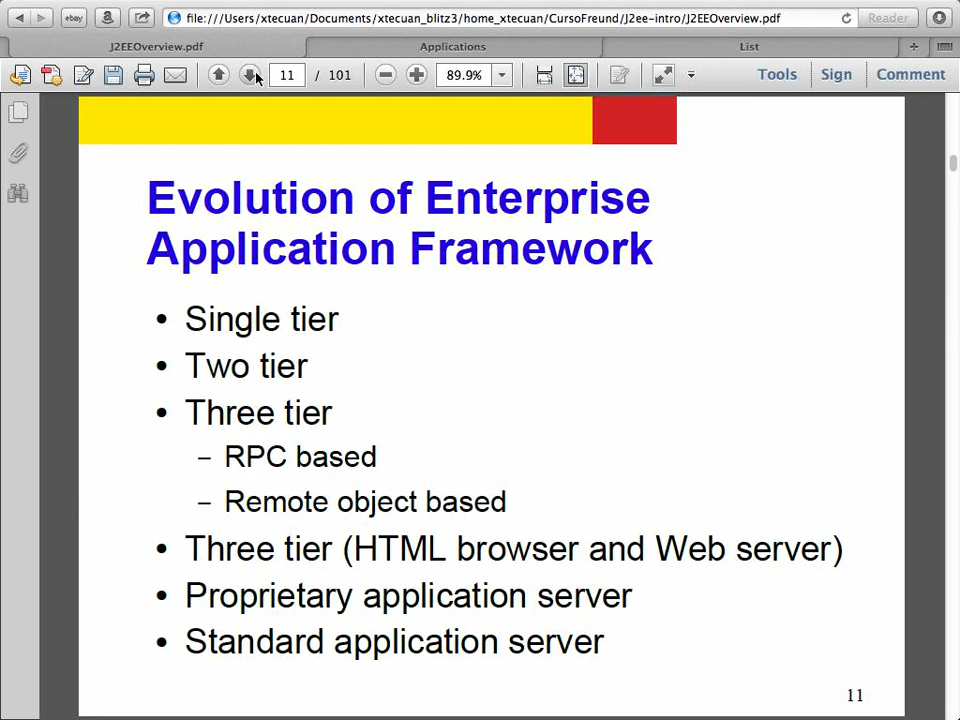 file:///Users/xtecuan/Documents/xtecuan_blitz3/home_xtecuan/CursoFreund/J2ee-intro/J2EEOverview.pdf
ebay
Reader
J2EEOverview.pdf
Applications
List
11 / 101
89.9%
Tools
Sign
Comment
Evolution of Enterprise
Application Framework
• Single tier
• Two tier
• Three tier
– RPC based
– Remote object based
• Three tier (HTML browser and Web server)
• Proprietary application server
• Standard application server
11